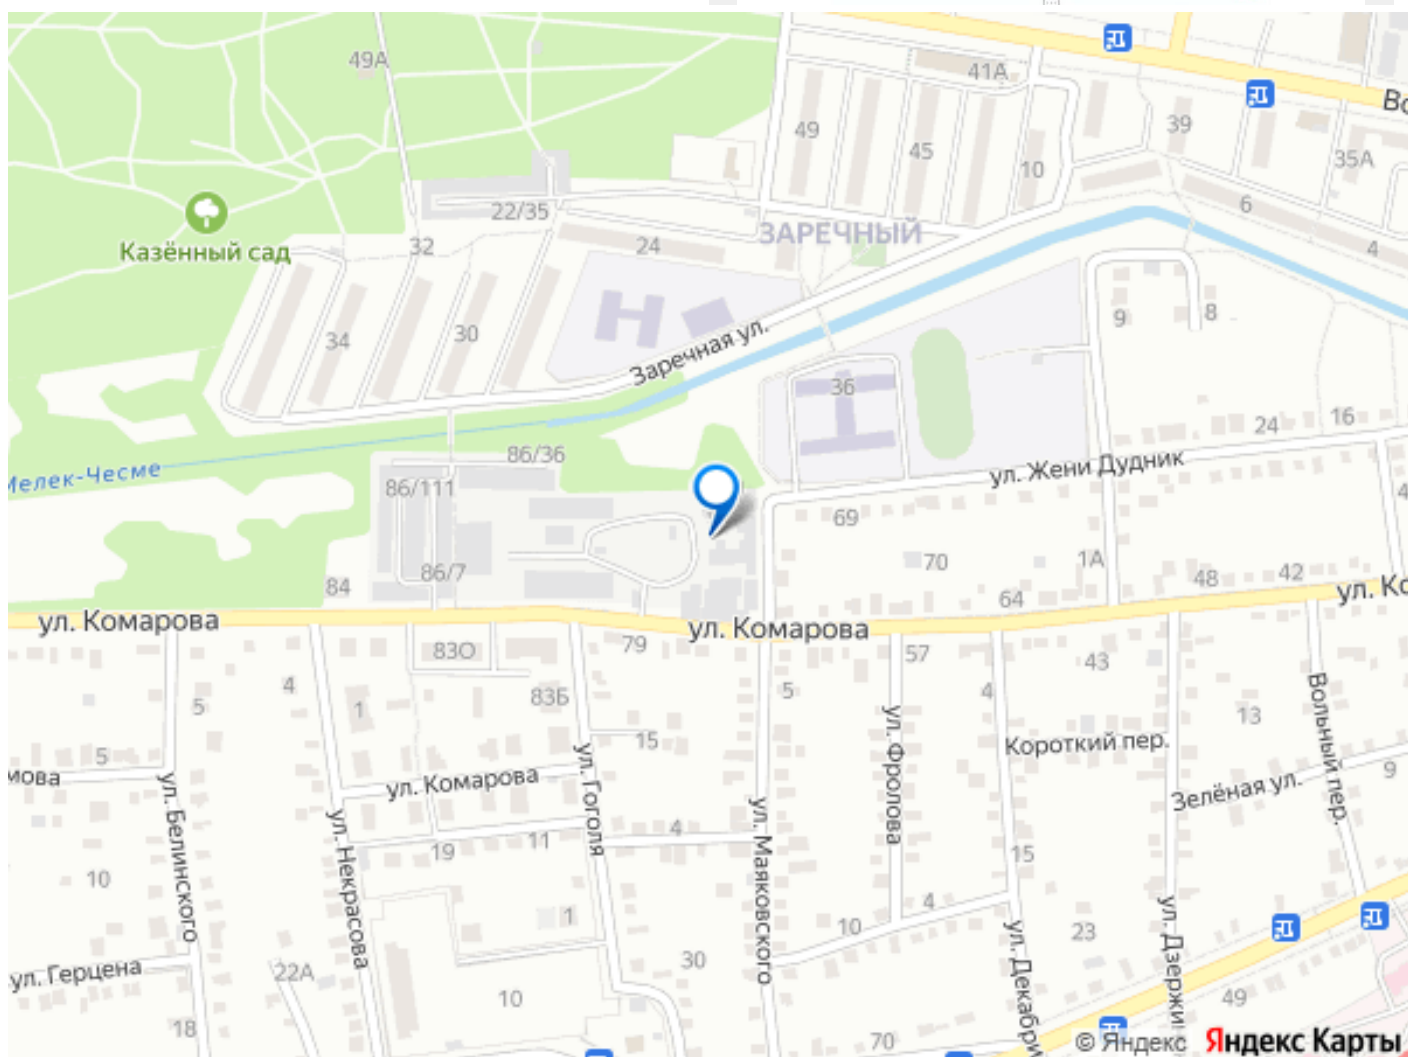 49А
41А
Во
49
45
10
39
35А
22/35
6
Казённый сад
32
24
ЗАРЕЧНЫЙ
4
34
30
Заречная ул.
9
8
36
24
16
86/36
Мелек-Чесме
86/111
ул. Жени Дудник
4
69
70
1А
84
86/7
64
48
42
ул. Ко
ул. Комарова
79
ул. Комарова
83О
57
43
4
5
1
83Б
5
4
13
Вольный пер.
15
ул. Фролова
Короткий пер.
5
мова
ул. Комарова
ул. Гоголя
Зелёная ул.
9
ул. Белинского
ул. Некрасова
19
11
4
ул. Маяковского
15
10
1
10
4
23
ул. Декабри
ул. Дзержи
ул. Герцена
22А
30
10
49
18
70
© Яндекс Яндекс Карты